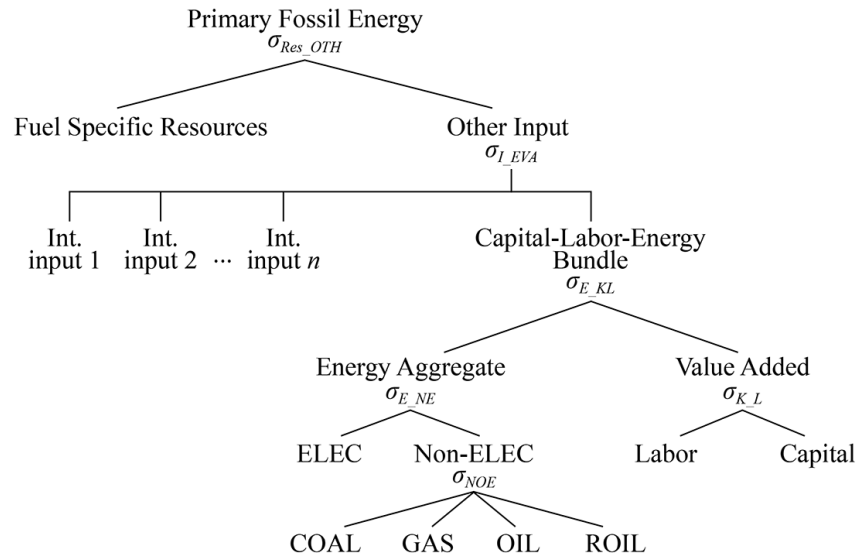 Primary Fossil Energy
σRes_OTH
Fuel Specific Resources
Other Input
σI_EVA
Int.
input 1
Int.
input 2
...
Int.
input n
Capital-Labor-Energy
Bundle
σE_KL
Energy Aggregate
σE_NE
Value Added
σK_L
ELEC
Non-ELEC
σNOE
Labor
Capital
COAL
GAS
OIL
ROIL